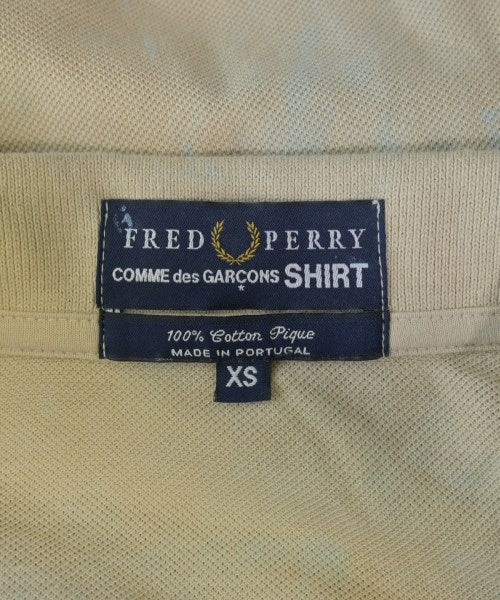 FRED PERRY
COMME des GARÇONS SHIRT
*
100% Cotton Pique
MADE IN PORTUGAL
XS